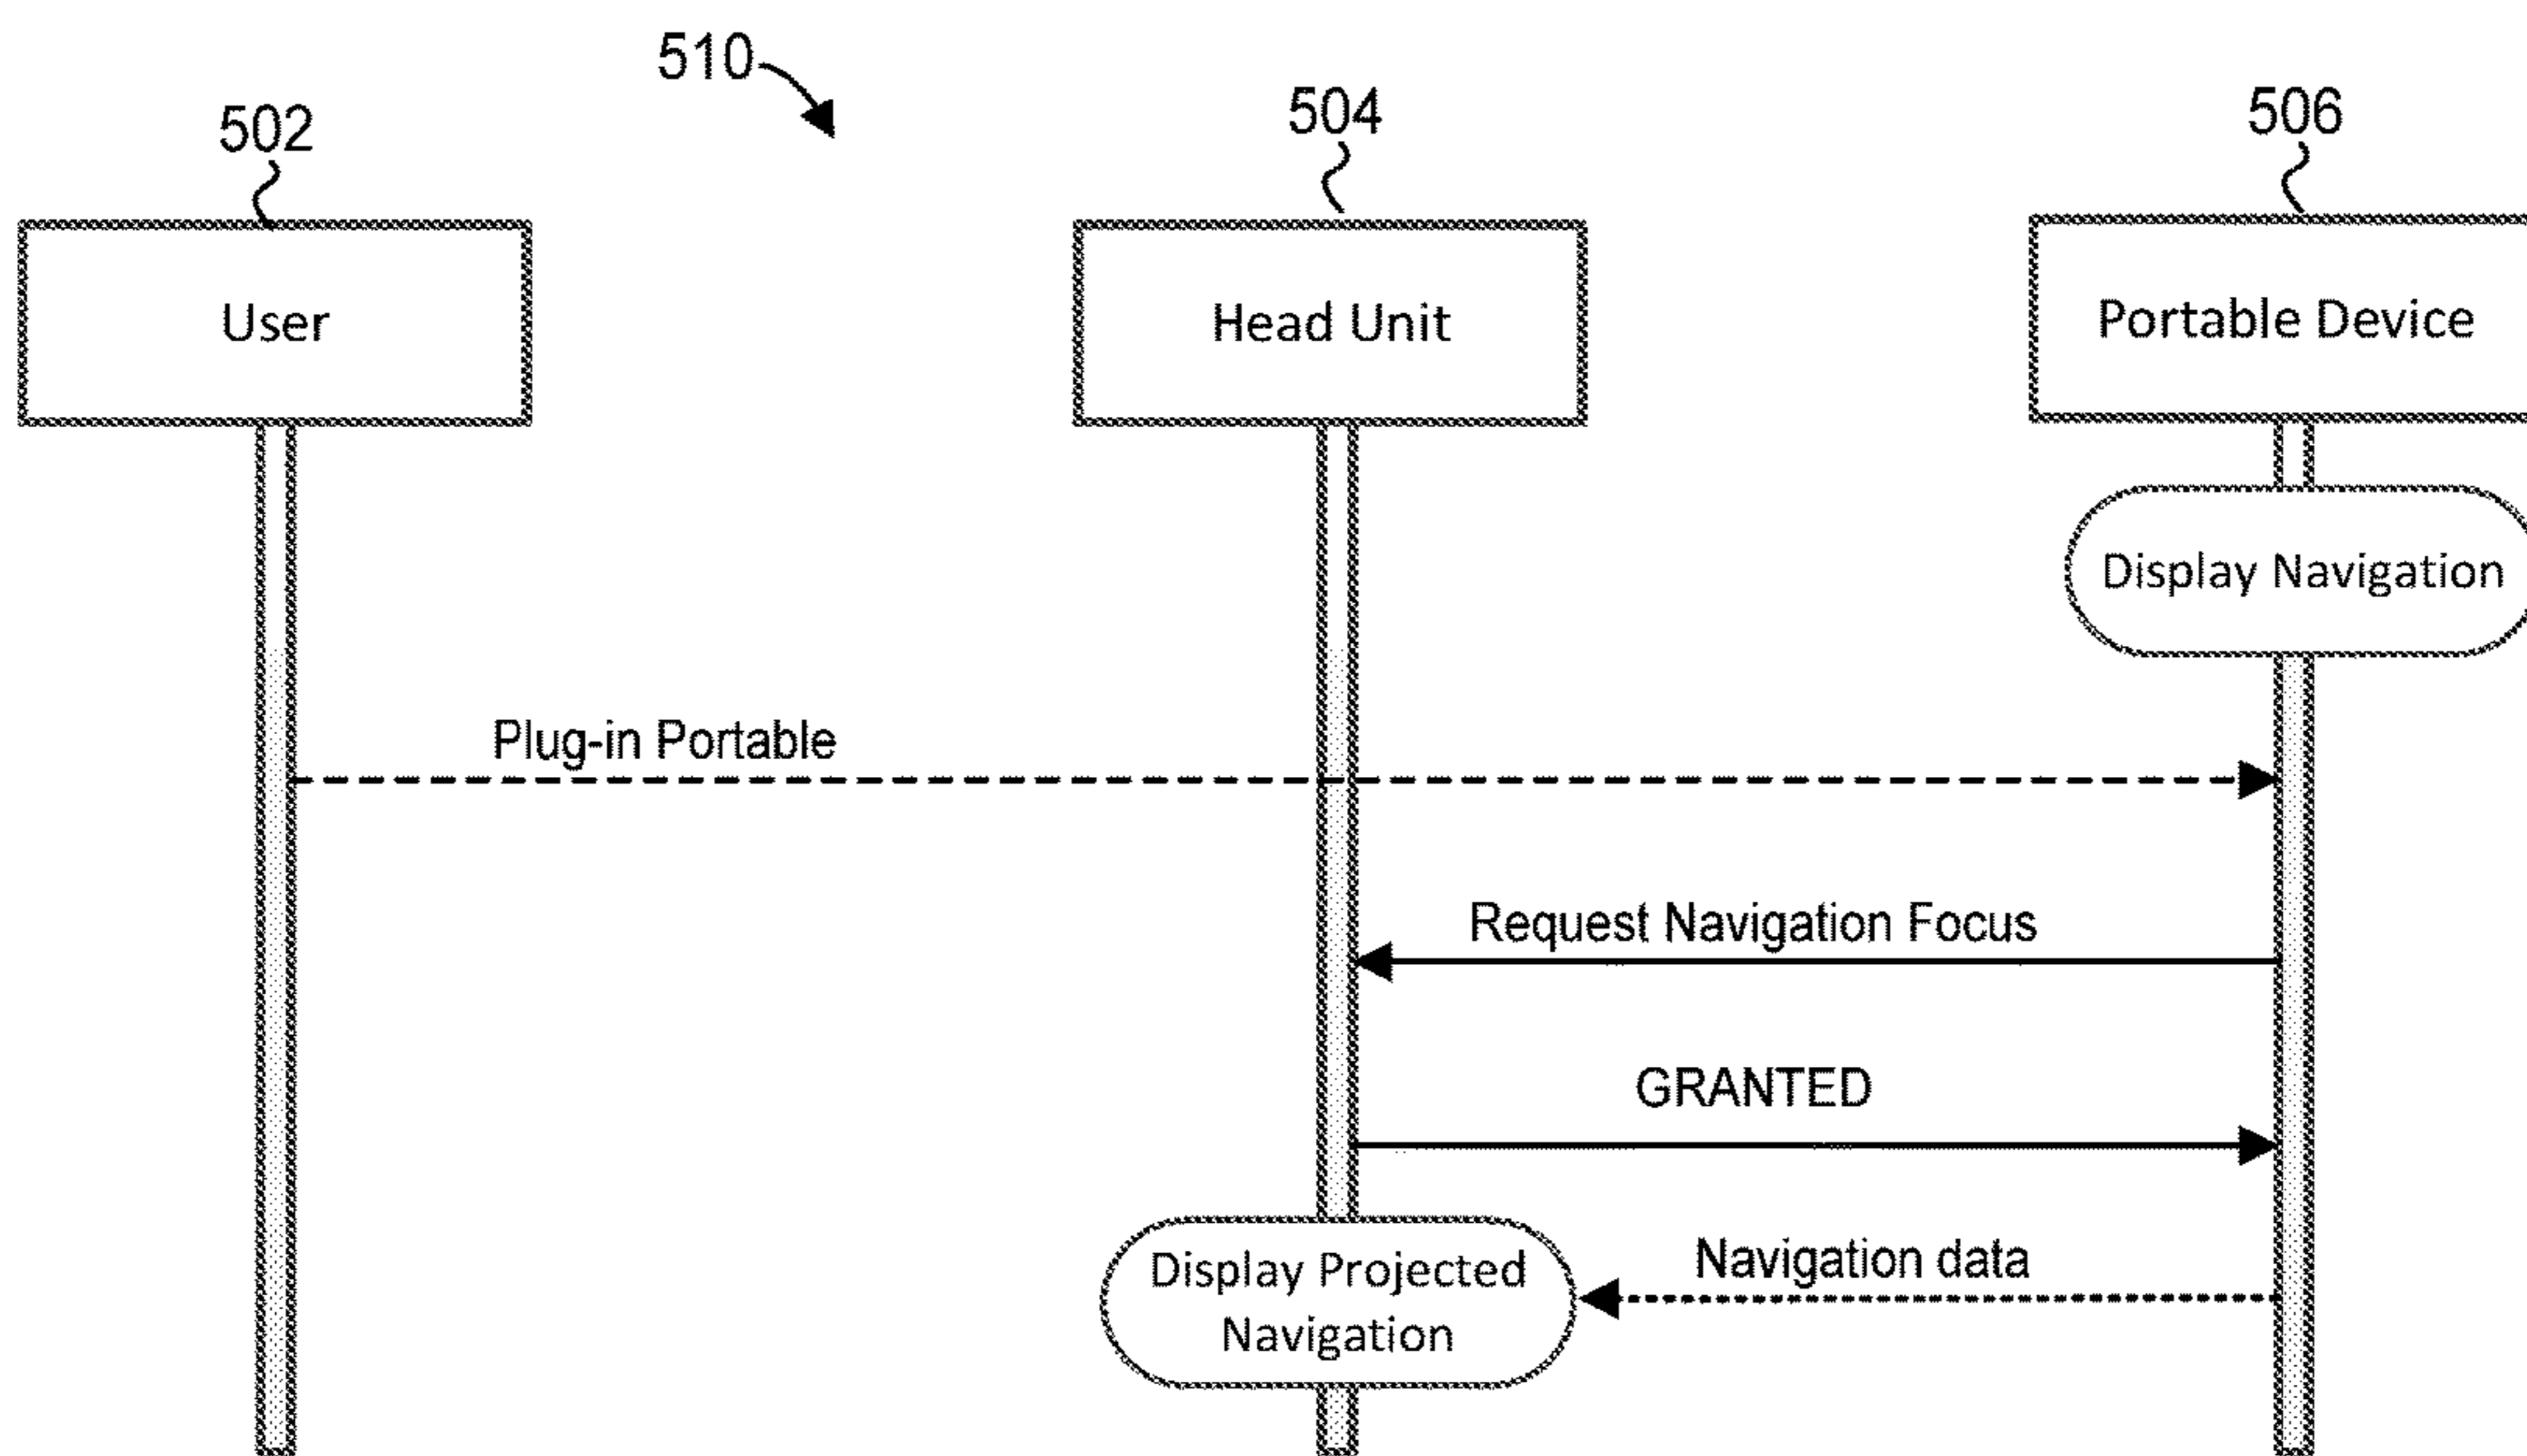 510
502
504
506
User
Head Unit
Portable Device
Display Navigation
Plug-in Portable
Request Navigation Focus
GRANTED
Display Projected
Navigation
Navigation data